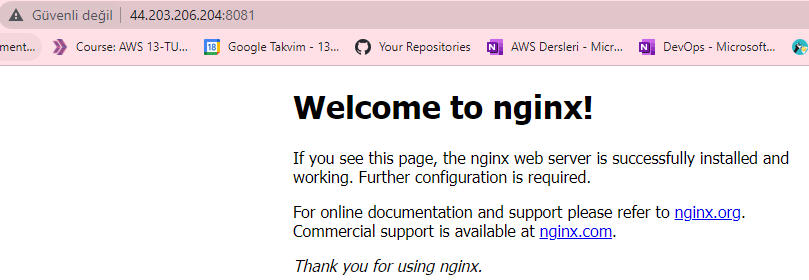 Güvenli değil | 44.203.206.204:8081
ment... Course: AWS 13-TU... 18 Google Takvim - 13... Your Repositories N AWS Dersleri - Micr... N DevOps - Microsoft...
Welcome to nginx!
If you see this page, the nginx web server is successfully installed and
working. Further configuration is required.
For online documentation and support please refer to nginx.org.
Commercial support is available at nginx.com.
Thank you for using nginx.